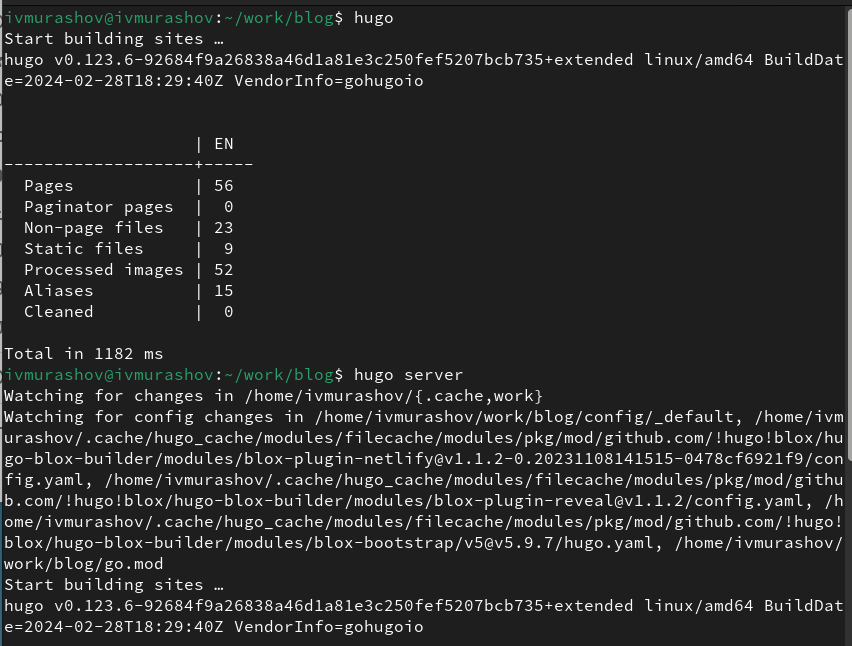 ivmurashov@ivmurashov:~/work/blog$ hugo
Start building sites …
hugo v0.123.6-92684f9a26838a46d1a81e3c250fef5207bcb735+extended linux/amd64 BuildDat
e=2024-02-28T18:29:40Z VendorInfo=gohugoio
                   | EN
-------------------+-----
  Pages            | 56
  Paginator pages  |  0
  Non-page files   | 23
  Static files     |  9
  Processed images | 52
  Aliases          | 15
  Cleaned          |  0
Total in 1182 ms
ivmurashov@ivmurashov:~/work/blog$ hugo server
Watching for changes in /home/ivmurashov/{.cache,work}
Watching for config changes in /home/ivmurashov/work/blog/config/_default, /home/ivm
urashov/.cache/hugo_cache/modules/filecache/modules/pkg/mod/github.com/!hugo!blox/hu
go-blox-builder/modules/blox-plugin-netlify@v1.1.2-0.20231108141515-0478cf6921f9/con
fig.yaml, /home/ivmurashov/.cache/hugo_cache/modules/filecache/modules/pkg/mod/githu
b.com/!hugo!blox/hugo-blox-builder/modules/blox-plugin-reveal@v1.1.2/config.yaml, /h
ome/ivmurashov/.cache/hugo_cache/modules/filecache/modules/pkg/mod/github.com/!hugo!
blox/hugo-blox-builder/modules/blox-bootstrap/v5@v5.9.7/hugo.yaml, /home/ivmurashov/
work/blog/go.mod
Start building sites …
hugo v0.123.6-92684f9a26838a46d1a81e3c250fef5207bcb735+extended linux/amd64 BuildDat
e=2024-02-28T18:29:40Z VendorInfo=gohugoio